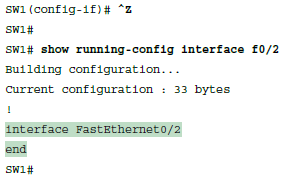 SW1(config-if)# ^Z
SW1#
SW1# show running-config interface f0/2
Building configuration...
Current configuration : 33 bytes
!
interface FastEthernet0/2
end
SW1#